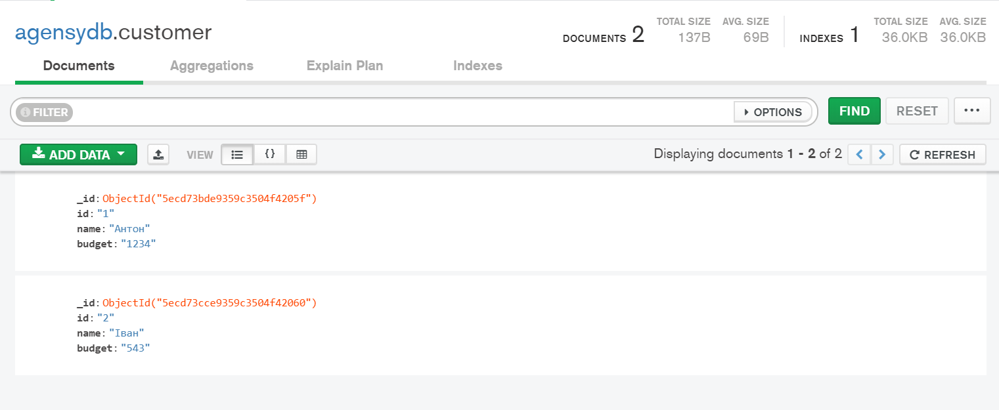 agensydb.customer
DOCUMENTS 2 TOTAL SIZE 137B AVG. SIZE 69B INDEXES 1 TOTAL SIZE 36.0KB AVG. SIZE 36.0KB
Documents Aggregations Explain Plan Indexes
FILTER OPTIONS FIND RESET ...
ADD DATA VIEW {} Displaying documents 1 - 2 of 2 REFRESH
_id: ObjectId("5ecd73bde9359c3504f4205f")
id: "1"
name: "Антон"
budget: "1234"
_id: ObjectId("5ecd73cce9359c3504f42060")
id: "2"
name: "Іван"
budget: "543"